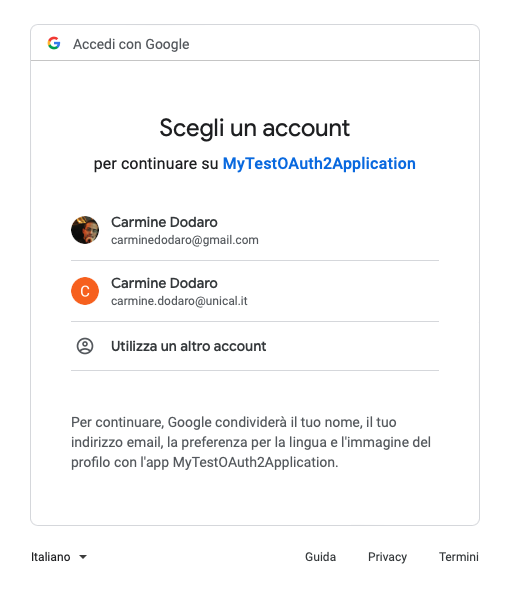 Accedi con Google
Scegli un account
per continuare su MyTestOAuth2Application
Carmine Dodaro
carminedodaro@gmail.com
C
Carmine Dodaro
carmine.dodaro@unical.it
Utilizza un altro account
Per continuare, Google condividerà il tuo nome, il tuo
indirizzo email, la preferenza per la lingua e l'immagine del
profilo con l'app MyTestOAuth2Application.
Italiano
Guida Privacy Termini